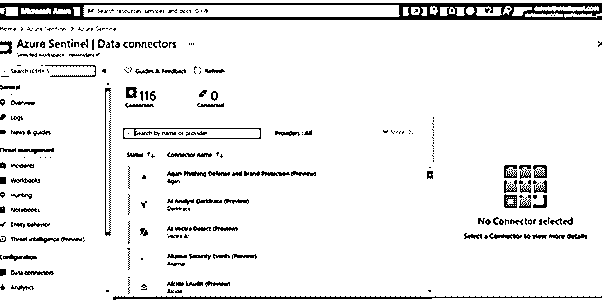 Microsoft Azure
Search resources, services, and docs (G+/)
Home > Azure Sentinel > Azure Sentinel
Azure Sentinel | Data connectors ...
Selected workspace:
Search (Ctrl+/)
Guides & Feedback
Refresh
General
Overview
Logs
News & guides
Threat management
Incidents
Workbooks
Hunting
Notebooks
Entity behavior
Threat intelligence (Preview)
Configuration
Data connectors
Analytics
116
Connectors
0
Connected
Search by name or provider
Providers : All
Status ↑↓
Connector name ↑↓
Agari Phishing Defense and Brand Protection (Preview)
Agari
AI Analyst Darktrace (Preview)
Darktrace
AI Vectra Detect (Preview)
Vectra AI
Akamai Security Events (Preview)
Akamai
Alcide kAudit (Preview)
Alcide
No Connector selected
Select a Connector to view more details